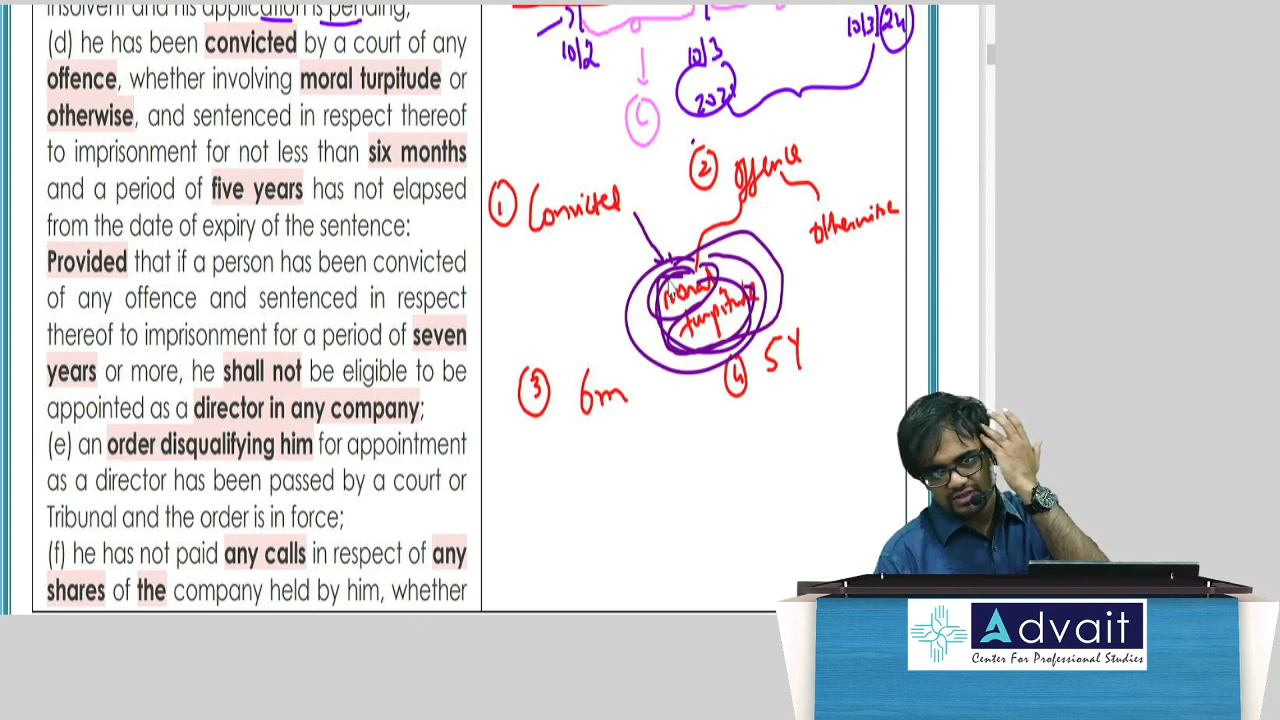 insolvent and his application is pending;
(d) he has been convicted by a court of any
offence, whether involving moral turpitude or
otherwise, and sentenced in respect thereof
to imprisonment for not less than six months
and a period of five years has not elapsed
from the date of expiry of the sentence:
Provided that if a person has been convicted
of any offence and sentenced in respect
thereof to imprisonment for a period of seven
years or more, he shall not be eligible to be
appointed as a director in any company;
(e) an order disqualifying him for appointment
as a director has been passed by a court or
Tribunal and the order is in force;
(f) he has not paid any calls in respect of any
shares of the company held by him, whether
10/2
10/3
10/3/24
C
① Convicted
② offence
otherwise
moral
turpitude
③ 6m
④ 5Y
Advait
Center For Professional Studies